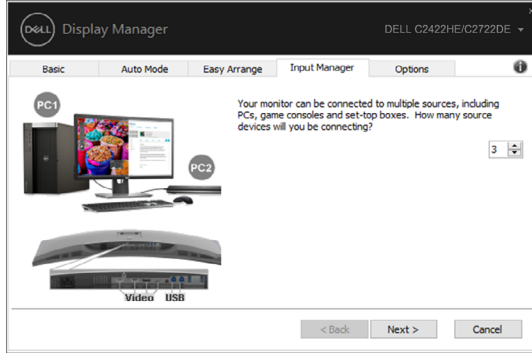 DELL Display Manager
DELL C2422HE/C2722DE
Basic Auto Mode Easy Arrange Input Manager Options
PC1
Your monitor can be connected to multiple sources, including
PCs, game consoles and set-top boxes. How many source
devices will you be connecting?
3
PC2
Video USB
< Back Next > Cancel